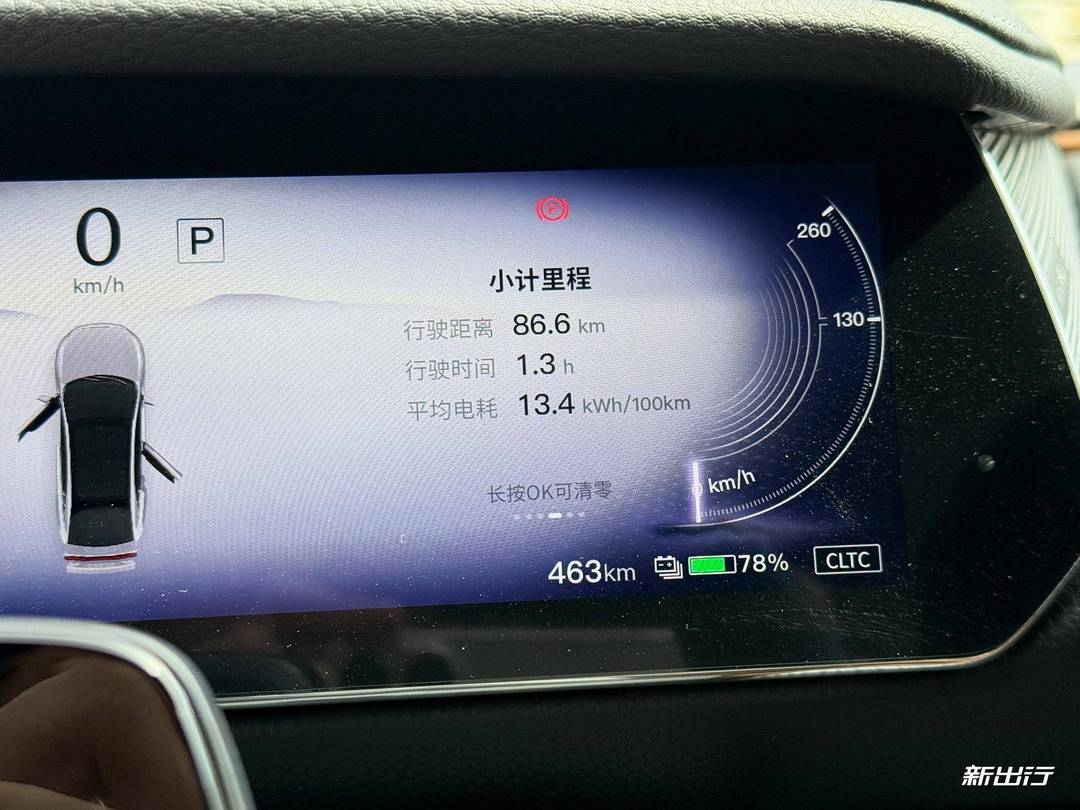 0
km/h
P
P
小计里程
行驶距离 86.6 km
行驶时间 1.3 h
平均电耗 13.4 kWh/100km
长按OK可清零
260
130
km/h
463km 78% CLTC
新出行